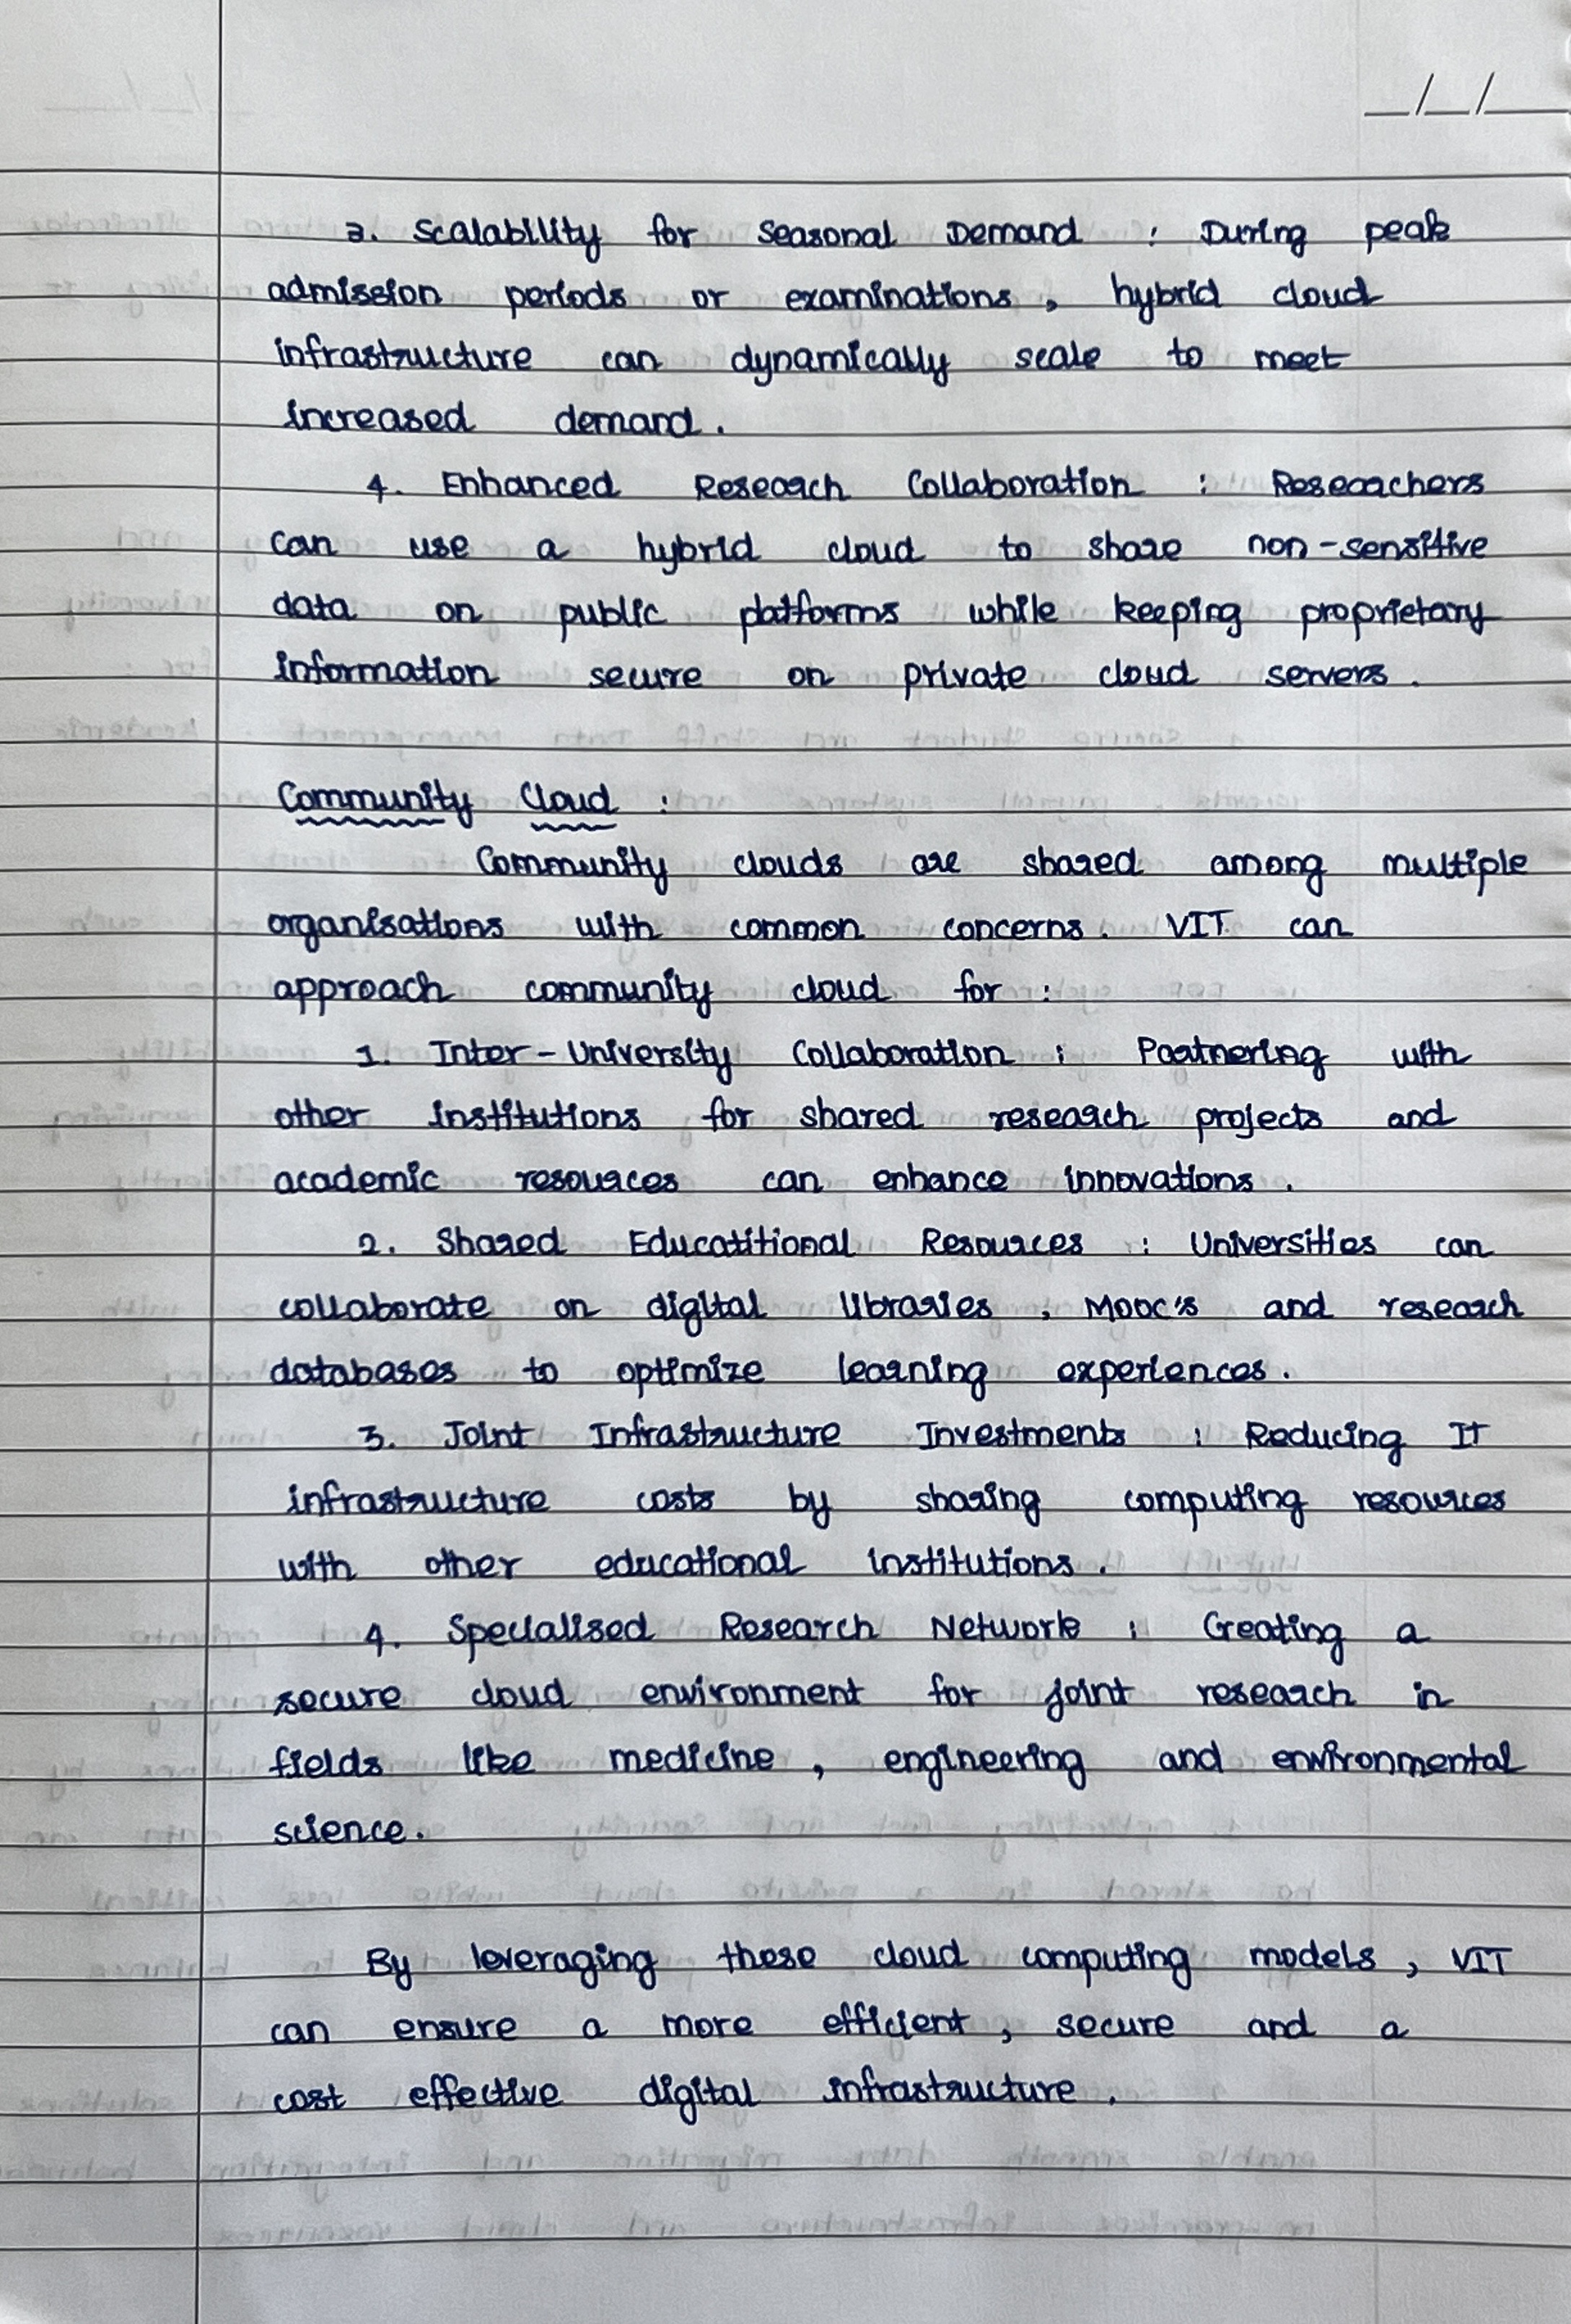 __/__/____
3. Scalability for Seasonal Demand : During peak
admission periods or examinations, hybrid cloud
infrastructure can dynamically scale to meet
increased demand.
4. Enhanced Research Collaboration : Researchers
can use a hybrid cloud to share non-sensitive
data on public platforms while keeping proprietary
information secure on private cloud servers.
Community Cloud :
Community clouds are shared among multiple
organisations with common concerns. VIT can
approach community cloud for :
1. Inter-University Collaboration : Partnering with
other institutions for shared research projects and
academic resources can enhance innovations.
2. Shared Educatitional Resources : Universities can
collaborate on digital libraries, MOOC's and research
databases to optimize learning experiences.
3. Joint Infrastructure Investments : Reducing IT
infrastructure costs by sharing computing resources
with other educational institutions.
4. Specialised Research Network : Creating a
secure cloud environment for joint research in
fields like medicine, engineering and environmental
science.
By leveraging these cloud computing models, VIT
can ensure a more efficient, secure and a
cost effective digital infrastructure.